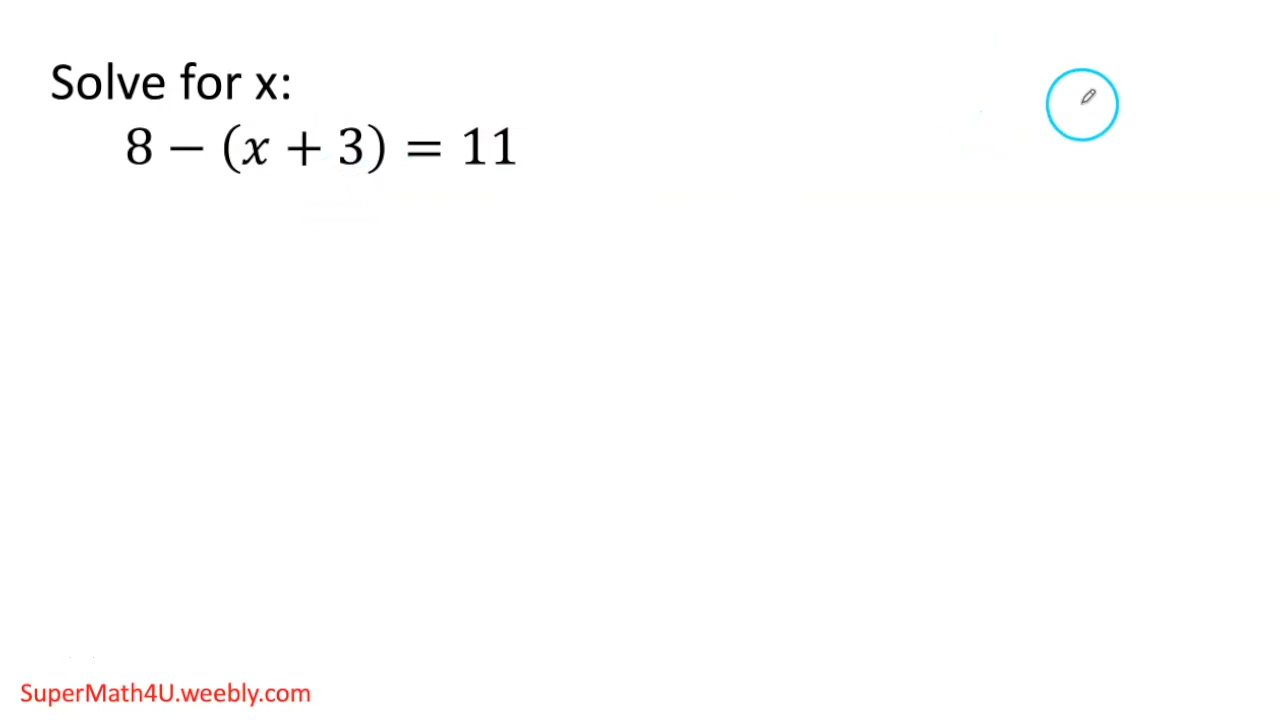 Solve for x:
8 − (x + 3) = 11
SuperMath4U.weebly.com